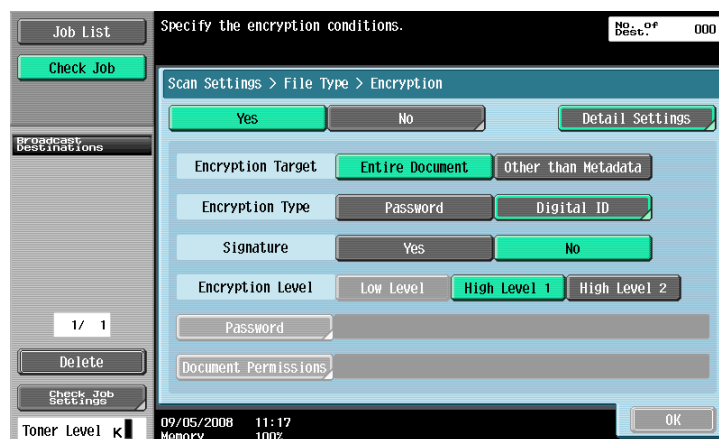 Job List
Specify the encryption conditions.
No. of
Dest.
000
Check Job
Scan Settings > File Type > Encryption
Yes
No
Detail Settings
Broadcast
Destinations
Encryption Target
Entire Document
Other than Metadata
Encryption Type
Password
Digital ID
Signature
Yes
No
Encryption Level
Low Level
High Level 1
High Level 2
1/ 1
Password
Delete
Document Permissions
Check Job
Settings
Toner Level K
09/05/2008 11:17
Memory 100%
OK